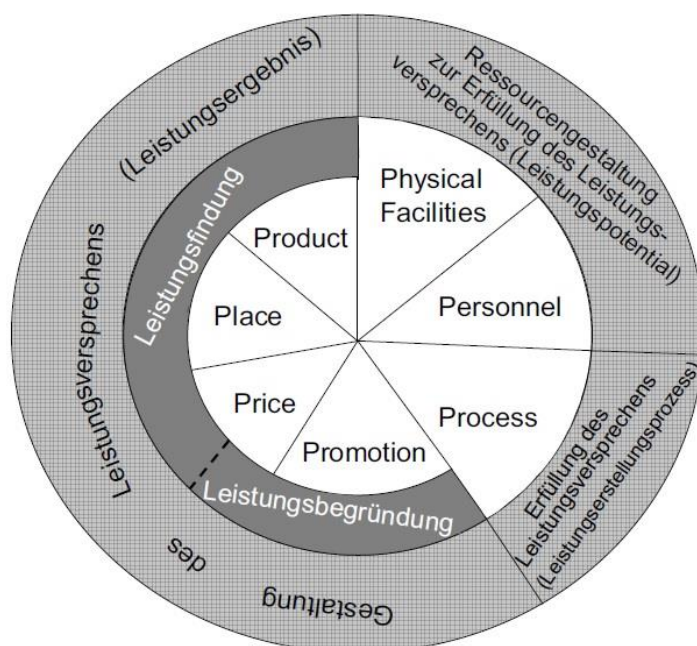 Gestaltung des Leistungsversprechens (Leistungsergebnis)
Ressourcengestaltung
zur Erfüllung des Leistungs-
versprechens (Leistungspotential)
Erfüllung des
Leistungsversprechens
(Leistungserstellungsprozess)
Leistungsfindung
Leistungsbegründung
Physical
Facilities
Personnel
Process
Promotion
Price
Place
Product